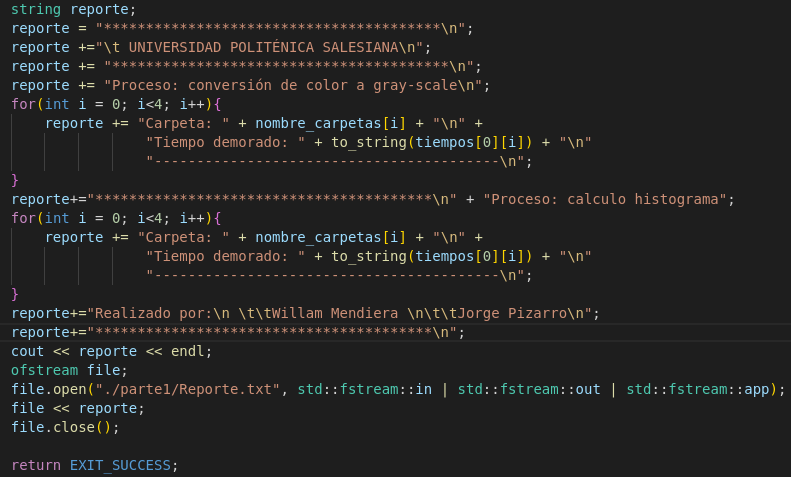 string reporte;
reporte = "****************************************\n";
reporte +="\t UNIVERSIDAD POLITÉNICA SALESIANA\n";
reporte += "****************************************\n";
reporte += "Proceso: conversión de color a gray-scale\n";
for(int i = 0; i<4; i++){
    reporte += "Carpeta: " + nombre_carpetas[i] + "\n" +
                "Tiempo demorado: " + to_string(tiempos[0][i]) + "\n"
                "-----------------------------------------\n";
}
reporte+="****************************************\n" + "Proceso: calculo histograma";
for(int i = 0; i<4; i++){
    reporte += "Carpeta: " + nombre_carpetas[i] + "\n" +
                "Tiempo demorado: " + to_string(tiempos[0][i]) + "\n"
                "-----------------------------------------\n";
}
reporte+="Realizado por:\n \t\tWillam Mendiera \n\t\tJorge Pizarro\n";
reporte+="****************************************\n";
cout << reporte << endl;
ofstream file;
file.open("./parte1/Reporte.txt", std::fstream::in | std::fstream::out | std::fstream::app);
file << reporte;
file.close();
return EXIT_SUCCESS;